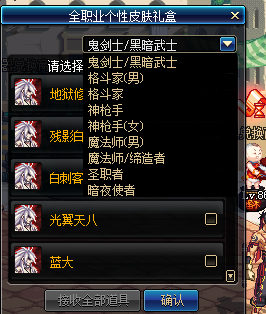 全职业个性皮肤礼盒
鬼剑士/黑暗武士
请选择
鬼剑士/黑暗武士
格斗家(男)
格斗家
神枪手
神枪手(女)
魔法师(男)
魔法师/缔造者
圣职者
暗夜使者
地狱修
残影白
白刺客
光翼天八
蓝大
接收全部道具
确认
Lv.86